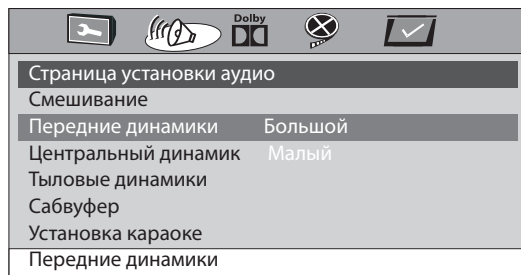 Dolby
Страница установки аудио
Смешивание
Передние динамики Большой
Центральный динамик Малый
Тыловые динамики
Сабвуфер
Установка караоке
Передние динамики